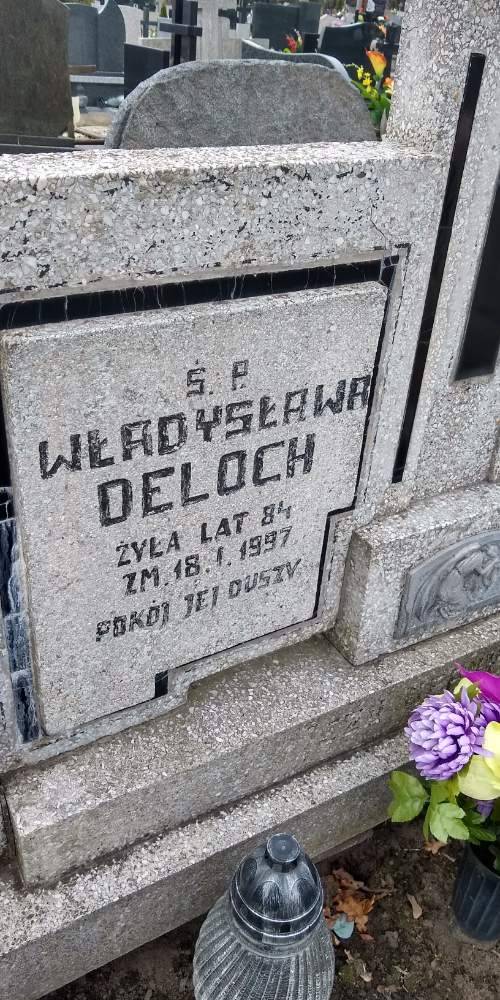 Ś. P.
WŁADYSŁAWA
DELOCH
ŻYŁA LAT 84
ZM. 18. I. 1997.
POKÓJ JEJ DUSZY